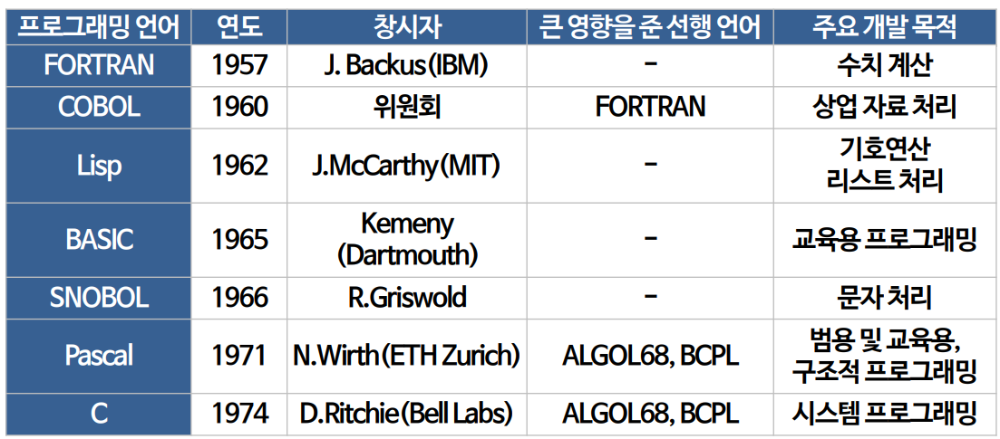 프로그래밍 언어 연도 창시자 큰 영향을 준 선행 언어 주요 개발 목적
FORTRAN 1957 J. Backus(IBM) – 수치 계산
COBOL 1960 위원회 FORTRAN 상업 자료 처리
Lisp 1962 J.McCarthy(MIT) – 기호연산
리스트 처리
BASIC 1965 Kemeny
(Dartmouth) – 교육용 프로그래밍
SNOBOL 1966 R.Griswold – 문자 처리
Pascal 1971 N.Wirth(ETH Zurich) ALGOL68, BCPL 범용 및 교육용,
구조적 프로그래밍
C 1974 D.Ritchie(Bell Labs) ALGOL68, BCPL 시스템 프로그래밍